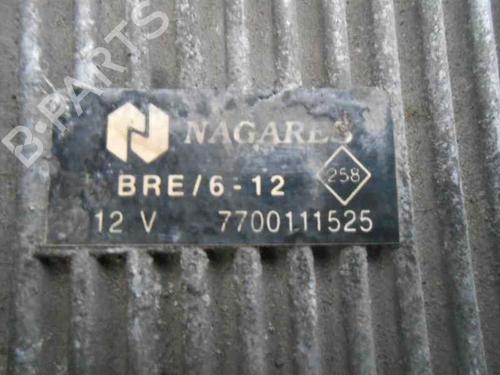 NAGARES
BRE/6-12
258
12 V 7700111525
B-PARTS